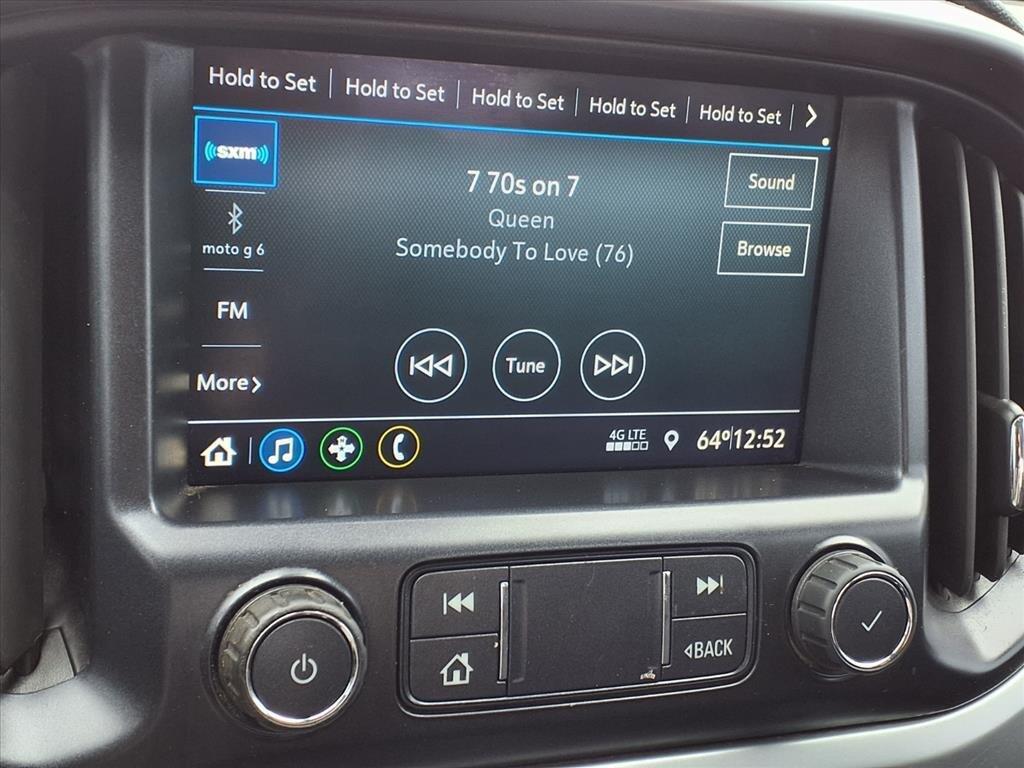 Hold to Set Hold to Set Hold to Set Hold to Set Hold to Set
sxm
7 70s on 7
Sound
Queen
moto g 6
Somebody To Love (76)
Browse
FM
Tune
More
4G LTE
64° 12:52
BACK